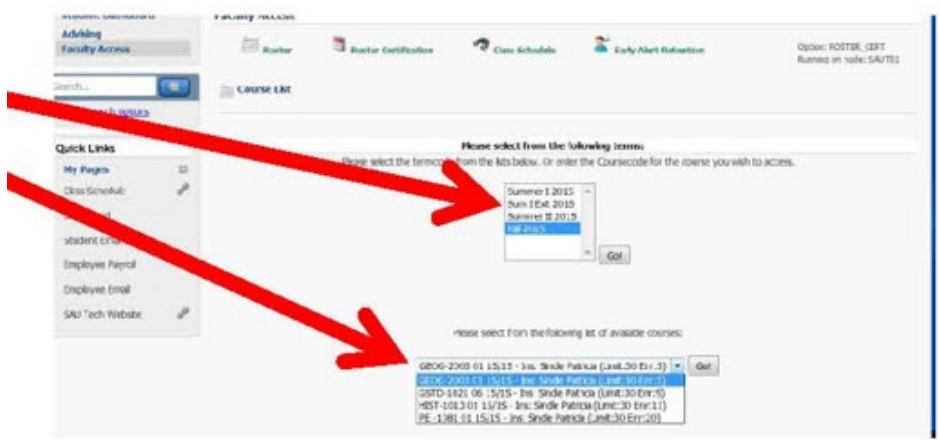 Student Dashboard
Faculty Access
Advising
Faculty Access
Roster
Roster Certification
Class Schedule
Early Alert Retention
Option: ROSTER_CERT
Running on node: SAUTE01
Search...
Course List
Quick Links
My Pages
Class Schedule
Student Email
Employee Payroll
Employee Email
SAU Tech Website
Please select from the following terms:
Please select the termcode from the lists below. Or enter the Coursecode for the course you wish to access.
Summer I 2015
Sum I Ext 2015
Summer II 2015
Fall 2015
Go!
Please select from the following list of available courses:
GEOG-2003 01 15/15 - Ins: Sindle Patricia (Limit:30 Enr:5)
Go!
GEOG-2003 01 15/15 - Ins: Sindle Patricia (Limit:30 Enr:5)
GSTD-1021 06 15/15 - Ins: Sindle Patricia (Limit:30 Enr:9)
HIST-1013 01 15/15 - Ins: Sindle Patricia (Limit:30 Enr:11)
PE -1381 01 15/15 - Ins: Sindle Patricia (Limit:30 Enr:20)